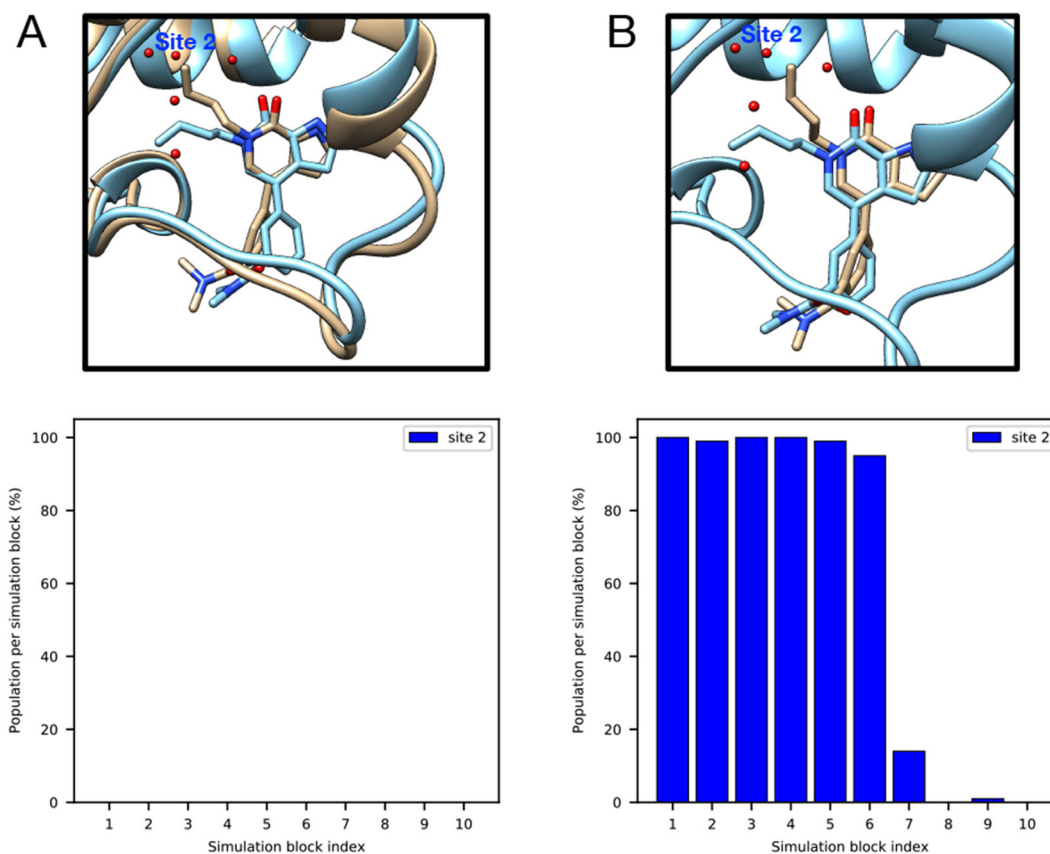 A
B
Site 2
Site 2
100
80
60
40
20
0
Population per simulation block (%)
site 2
1 2 3 4 5 6 7 8 9 10
Simulation block index
100
80
60
40
20
0
Population per simulation block (%)
site 2
1 2 3 4 5 6 7 8 9 10
Simulation block index